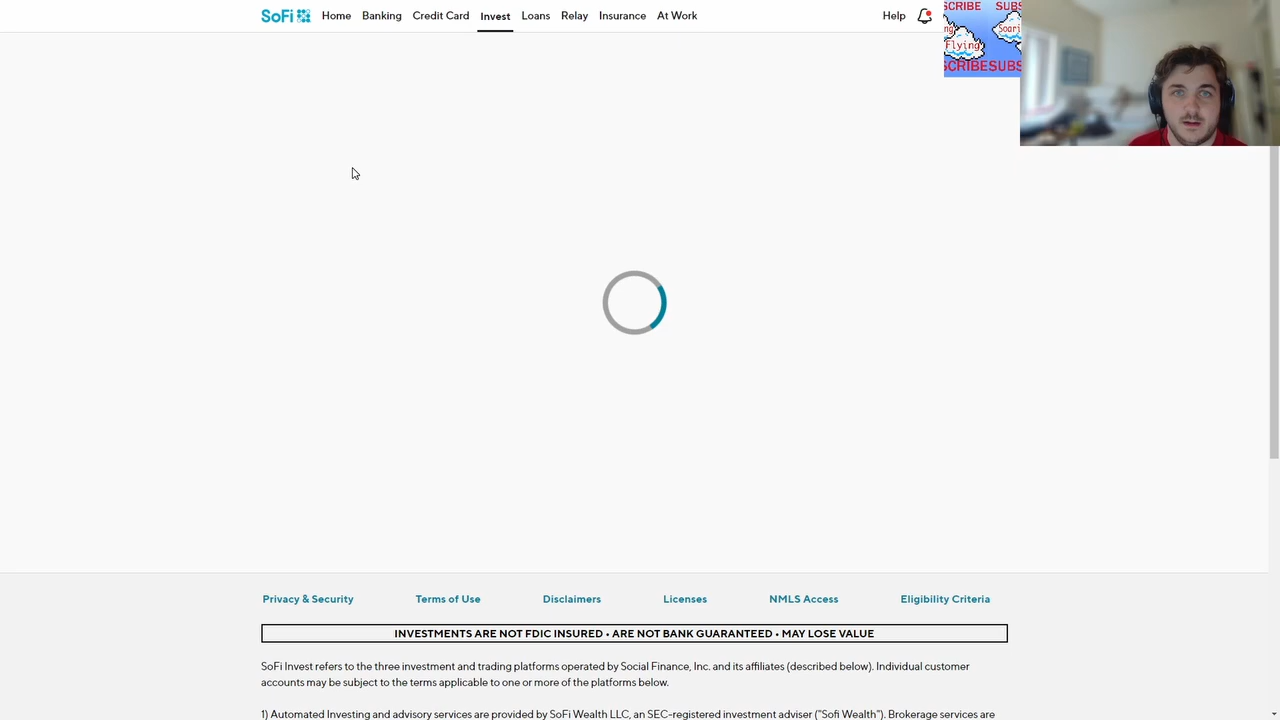 SoFi Home Banking Credit Card Invest Loans Relay Insurance At Work Help
SCRIBE SUBS
Soari
Flying
SCRIBESUBS
Privacy & Security Terms of Use Disclaimers Licenses NMLS Access Eligibility Criteria
INVESTMENTS ARE NOT FDIC INSURED • ARE NOT BANK GUARANTEED • MAY LOSE VALUE
SoFi Invest refers to the three investment and trading platforms operated by Social Finance, Inc. and its affiliates (described below). Individual customer
accounts may be subject to the terms applicable to one or more of the platforms below.
1) Automated Investing and advisory services are provided by SoFi Wealth LLC, an SEC-registered investment adviser ("Sofi Wealth"). Brokerage services are